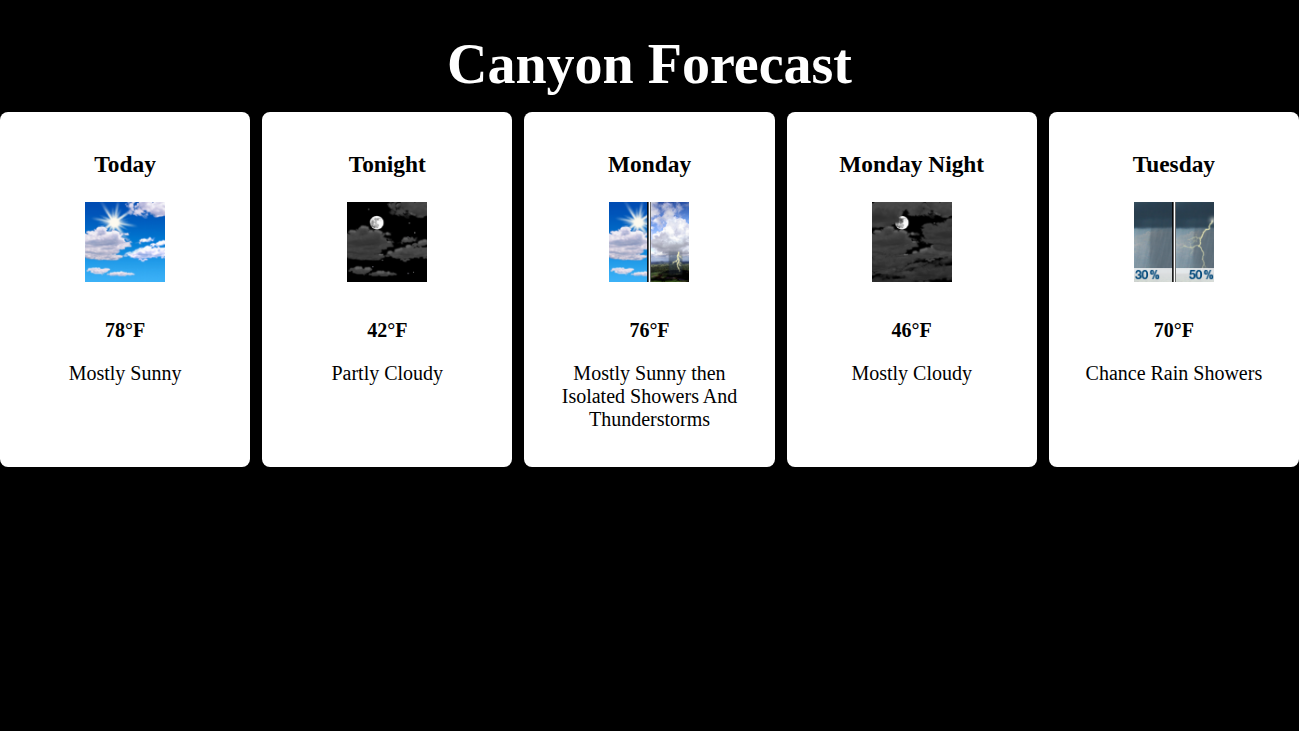 Canyon Forecast
Today
78°F
Mostly Sunny
Tonight
42°F
Partly Cloudy
Monday
76°F
Mostly Sunny then
Isolated Showers And
Thunderstorms
Monday Night
46°F
Mostly Cloudy
Tuesday
30% 50%
70°F
Chance Rain Showers